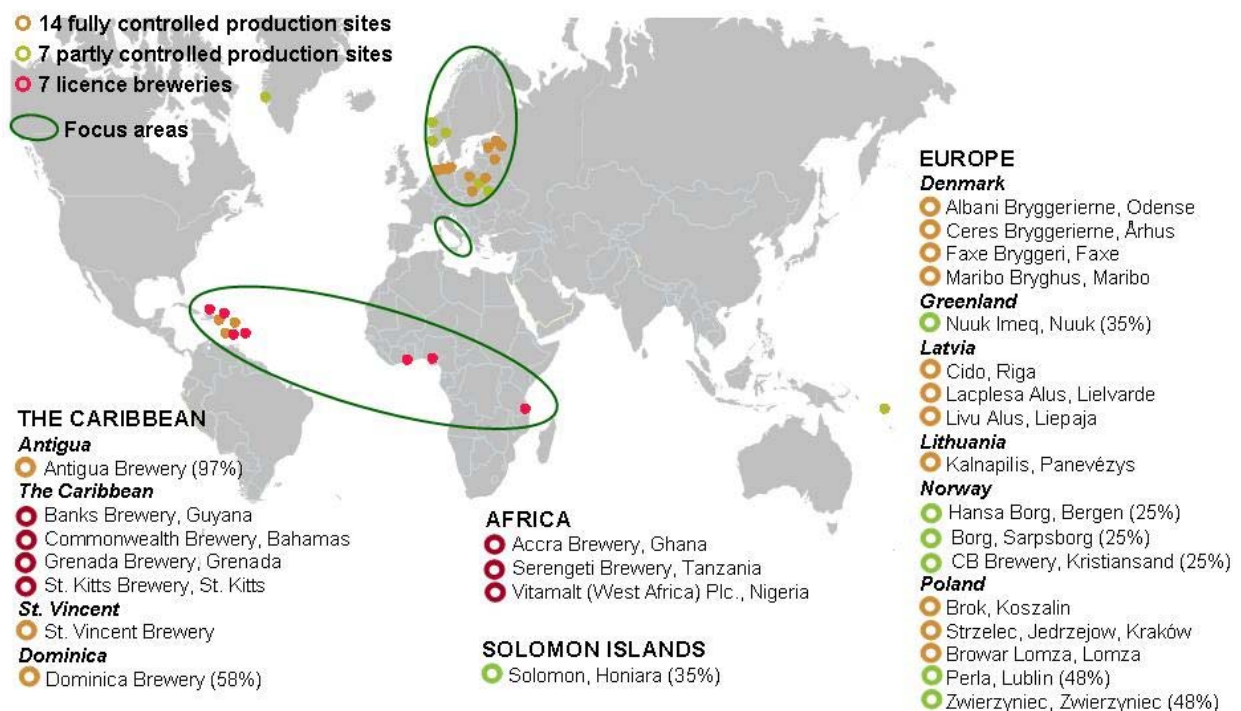 14 fully controlled production sites
7 partly controlled production sites
7 licence breweries
Focus areas
THE CARIBBEAN
Antigua
Antigua Brewery (97%)
The Caribbean
Banks Brewery, Guyana
Commonwealth Brewery, Bahamas
Grenada Brewery, Grenada
St. Kitts Brewery, St. Kitts
St. Vincent
St. Vincent Brewery
Dominica
Dominica Brewery (58%)
AFRICA
Accra Brewery, Ghana
Serengeti Brewery, Tanzania
Vitamalt (West Africa) Plc., Nigeria
SOLOMON ISLANDS
Solomon, Honiara (35%)
EUROPE
Denmark
Albani Bryggerierne, Odense
Ceres Bryggerierne, Århus
Faxe Bryggeri, Faxe
Maribo Bryghus, Maribo
Greenland
Nuuk Imeq, Nuuk (35%)
Latvia
Cido, Riga
Lacplesa Alus, Lielvarde
Livu Alus, Liepaja
Lithuania
Kalnapilis, Panevézys
Norway
Hansa Borg, Bergen (25%)
Borg, Sarpsborg (25%)
CB Brewery, Kristiansand (25%)
Poland
Brok, Koszalin
Strzelec, Jedrzejow, Kraków
Browar Lomza, Lomza
Perla, Lublin (48%)
Zwierzyniec, Zwierzyniec (48%)